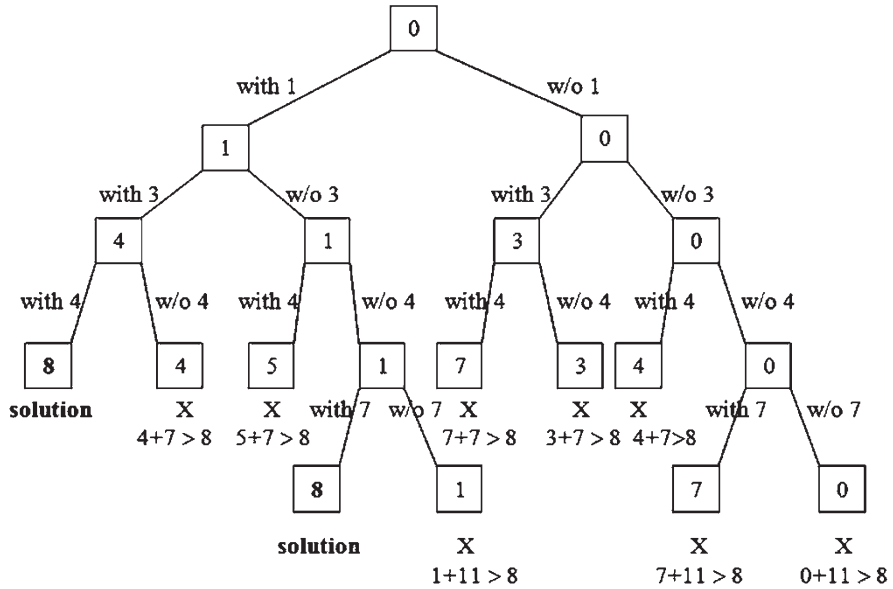 0
with 1 w/o 1
1 0
with 3 w/o 3 with 3 w/o 3
4 1 3 0
with 4 w/o 4 with 4 w/o 4 with 4 w/o 4 with 4 w/o 4
8 4 5 1 7 3 4 0
solution X X with 7 w/o 7 X X X with 7 w/o 7
4+7 > 8 5+7 > 8 7+7 > 8 3+7 > 8 4+7>8
8 1 7 0
solution X X X
1+11 > 8 7+11 > 8 0+11 > 8